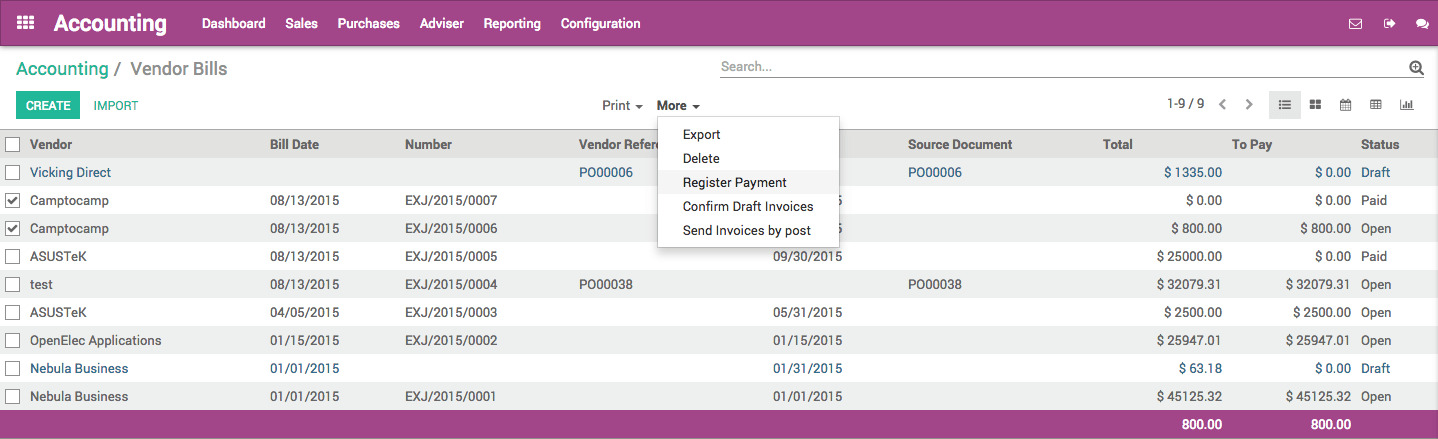 Accounting Dashboard Sales Purchases Adviser Reporting Configuration
Accounting / Vendor Bills Search...
CREATE IMPORT Print More 1-9 / 9
Vendor Bill Date Number Vendor Refere Source Document Total To Pay Status
Export
Delete
Register Payment
Confirm Draft Invoices
Send Invoices by post
Vicking Direct PO00006 PO00006 $ 1335.00 $ 0.00 Draft
Camptocamp 08/13/2015 EXJ/2015/0007 5 $ 0.00 $ 0.00 Paid
Camptocamp 08/13/2015 EXJ/2015/0006 5 $ 800.00 $ 800.00 Open
ASUSTeK 08/13/2015 EXJ/2015/0005 09/30/2015 $ 25000.00 $ 0.00 Paid
test 08/13/2015 EXJ/2015/0004 PO00038 PO00038 $ 32079.31 $ 32079.31 Open
ASUSTeK 04/05/2015 EXJ/2015/0003 05/31/2015 $ 2500.00 $ 2500.00 Open
OpenElec Applications 01/15/2015 EXJ/2015/0002 01/15/2015 $ 25947.01 $ 25947.01 Open
Nebula Business 01/01/2015 01/31/2015 $ 63.18 $ 0.00 Draft
Nebula Business 01/01/2015 EXJ/2015/0001 01/01/2015 $ 45125.32 $ 45125.32 Open
800.00 800.00